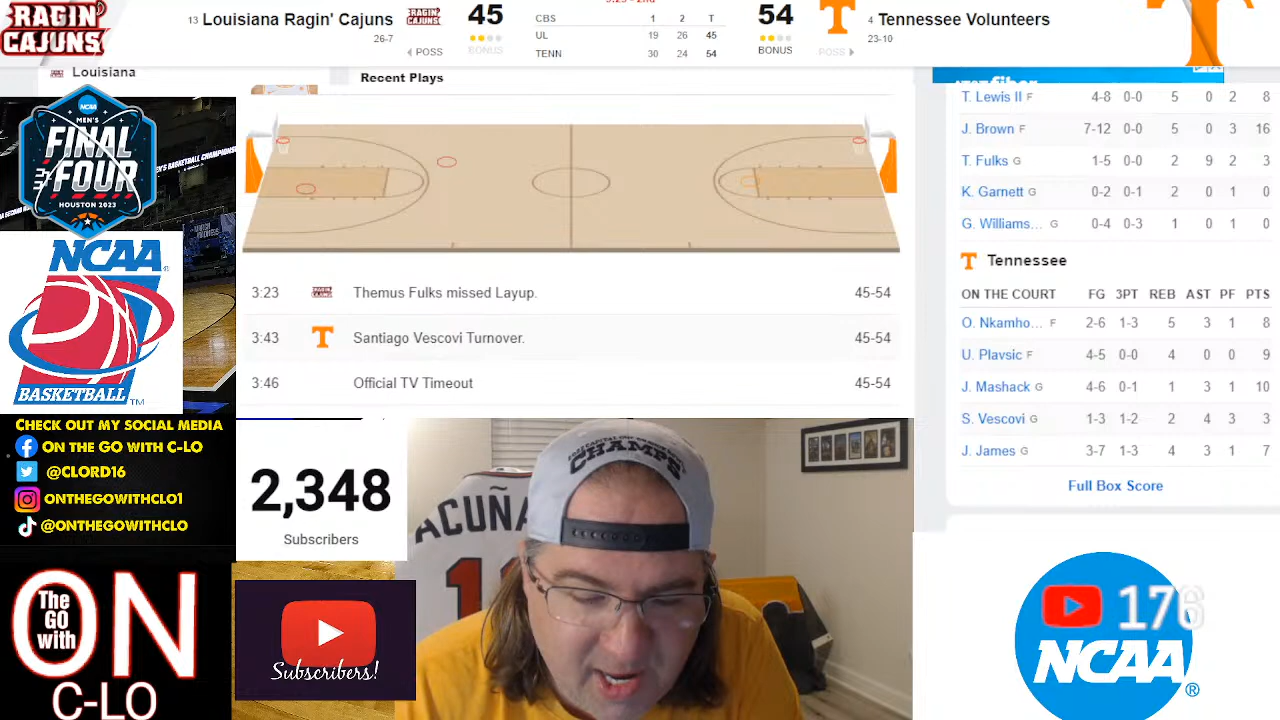 RAGIN'
CAJUNS
13 Louisiana Ragin' Cajuns
26-7
POSS
RAGIN'
CAJUNS
45
BONUS
CBS 1 2 T
UL 19 26 45
TENN 30 24 54
54
BONUS
4 Tennessee Volunteers
23-10
POSS
Louisiana
Recent Plays
3:23 Themus Fulks missed Layup. 45-54
3:43 Santiago Vescovi Turnover. 45-54
3:46 Official TV Timeout 45-54
T. Lewis II F 4-8 0-0 5 0 2 8
J. Brown F 7-12 0-0 5 0 3 16
T. Fulks G 1-5 0-0 2 9 2 3
K. Garnett G 0-2 0-1 2 0 1 0
G. Williams... G 0-4 0-3 1 0 1 0
Tennessee
ON THE COURT FG 3PT REB AST PF PTS
O. Nkamho... F 2-6 1-3 5 3 1 8
U. Plavsic F 4-5 0-0 4 0 0 9
J. Mashack G 4-6 0-1 1 3 1 10
S. Vescovi G 1-3 1-2 2 4 3 3
J. James G 3-7 1-3 4 3 1 7
Full Box Score
NCAA
MEN'S
FINAL
FOUR
HOUSTON 2023
NCAA
BASKETBALL
TM
CHECK OUT MY SOCIAL MEDIA
ON THE GO WITH C-LO
@CLORD16
ONTHEGOWITHCLO1
@ONTHEGOWITHCLO
2,348
Subscribers
Subscribers!
The
GO
with
ON
C-LO
CHAMPS
ACUÑA
176
NCAA